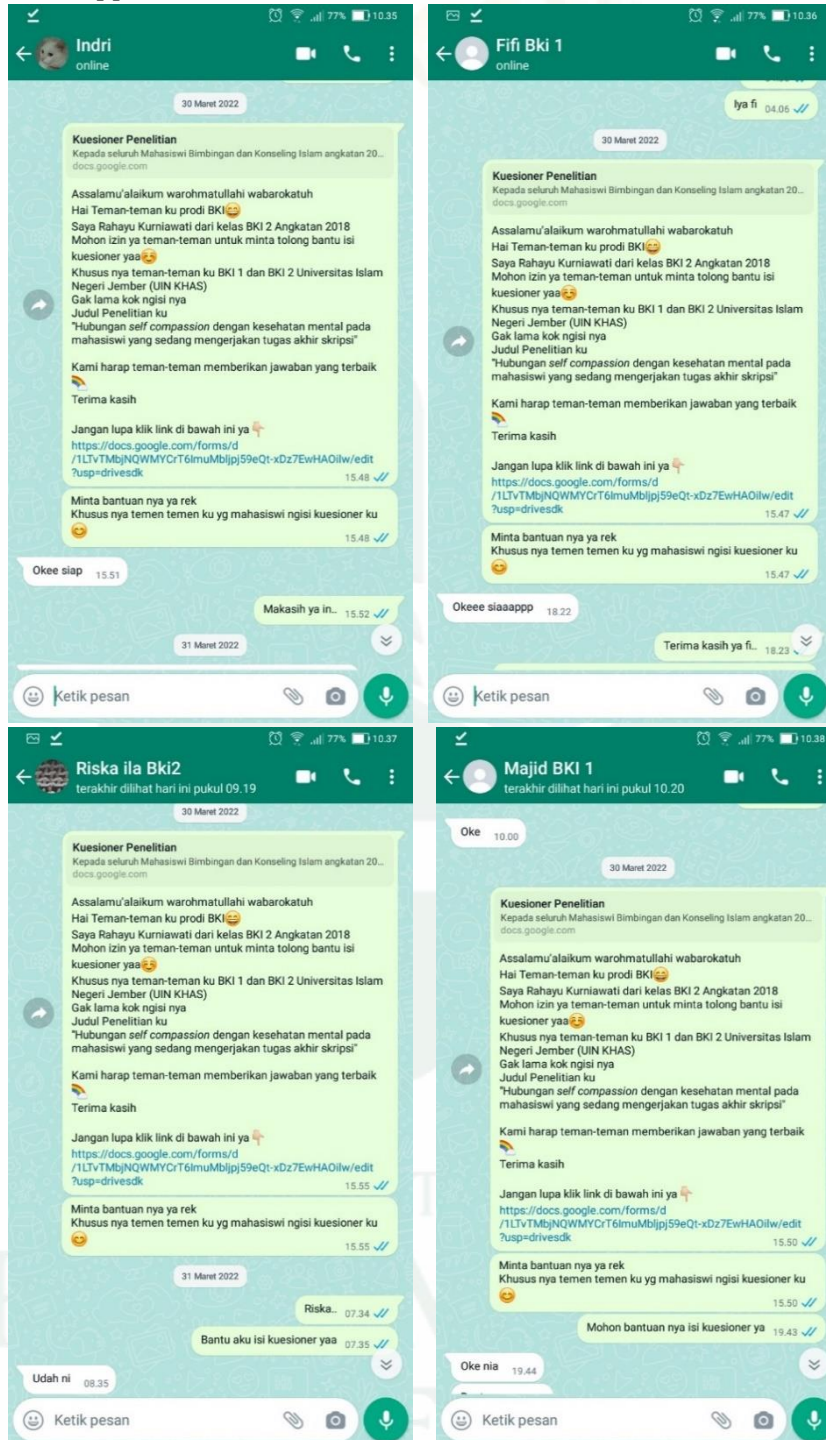 77% 10.35
Indri
online
30 Maret 2022
Kuesioner Penelitian
Kepada seluruh Mahasiswi Bimbingan dan Konseling Islam angkatan 20...
docs.google.com
Assalamu'alaikum warohmatullahi wabarokatuh
Hai Teman-teman ku prodi BKI😄
Saya Rahayu Kurniawati dari kelas BKI 2 Angkatan 2018
Mohon izin ya teman-teman untuk minta tolong bantu isi
kuesioner yaa☺️
Khusus nya teman-teman ku BKI 1 dan BKI 2 Universitas Islam
Negeri Jember (UIN KHAS)
Gak lama kok ngisi nya
Judul Penelitian ku
"Hubungan self compassion dengan kesehatan mental pada
mahasiswi yang sedang mengerjakan tugas akhir skripsi"
Kami harap teman-teman memberikan jawaban yang terbaik
🌈
Terima kasih
Jangan lupa klik link di bawah ini ya👇
https://docs.google.com/forms/d
/1LTvTMbjNQWMYCrT6ImuMbljpj59eQt-xDz7EwHAOilw/edit
?usp=drivesdk
15.48
Minta bantuan nya ya rek
Khusus nya temen temen ku yg mahasiswi ngisi kuesioner ku
😊
15.48
Okee siap 15.51
Makasih ya in.. 15.52
31 Maret 2022
Ketik pesan
77% 10.36
Fifi Bki 1
online
Iya fi 04.06
30 Maret 2022
Kuesioner Penelitian
Kepada seluruh Mahasiswi Bimbingan dan Konseling Islam angkatan 20...
docs.google.com
Assalamu'alaikum warohmatullahi wabarokatuh
Hai Teman-teman ku prodi BKI😄
Saya Rahayu Kurniawati dari kelas BKI 2 Angkatan 2018
Mohon izin ya teman-teman untuk minta tolong bantu isi
kuesioner yaa☺️
Khusus nya teman-teman ku BKI 1 dan BKI 2 Universitas Islam
Negeri Jember (UIN KHAS)
Gak lama kok ngisi nya
Judul Penelitian ku
"Hubungan self compassion dengan kesehatan mental pada
mahasiswi yang sedang mengerjakan tugas akhir skripsi"
Kami harap teman-teman memberikan jawaban yang terbaik
🌈
Terima kasih
Jangan lupa klik link di bawah ini ya👇
https://docs.google.com/forms/d
/1LTvTMbjNQWMYCrT6ImuMbljpj59eQt-xDz7EwHAOilw/edit
?usp=drivesdk
15.47
Minta bantuan nya ya rek
Khusus nya temen temen ku yg mahasiswi ngisi kuesioner ku
😊
15.47
Okeee siaaappp 18.22
Terima kasih ya fi.. 18.23
Ketik pesan
77% 10.37
Riska ila Bki2
terakhir dilihat hari ini pukul 09.19
30 Maret 2022
Kuesioner Penelitian
Kepada seluruh Mahasiswi Bimbingan dan Konseling Islam angkatan 20...
docs.google.com
Assalamu'alaikum warohmatullahi wabarokatuh
Hai Teman-teman ku prodi BKI😄
Saya Rahayu Kurniawati dari kelas BKI 2 Angkatan 2018
Mohon izin ya teman-teman untuk minta tolong bantu isi
kuesioner yaa☺️
Khusus nya teman-teman ku BKI 1 dan BKI 2 Universitas Islam
Negeri Jember (UIN KHAS)
Gak lama kok ngisi nya
Judul Penelitian ku
"Hubungan self compassion dengan kesehatan mental pada
mahasiswi yang sedang mengerjakan tugas akhir skripsi"
Kami harap teman-teman memberikan jawaban yang terbaik
🌈
Terima kasih
Jangan lupa klik link di bawah ini ya👇
https://docs.google.com/forms/d
/1LTvTMbjNQWMYCrT6ImuMbljpj59eQt-xDz7EwHAOilw/edit
?usp=drivesdk
15.55
Minta bantuan nya ya rek
Khusus nya temen temen ku yg mahasiswi ngisi kuesioner ku
😊
15.55
31 Maret 2022
Riska.. 07.34
Bantu aku isi kuesioner yaa 07.35
Udah ni 08.35
Ketik pesan
77% 10.38
Majid BKI 1
terakhir dilihat hari ini pukul 10.20
Oke 10.00
30 Maret 2022
Kuesioner Penelitian
Kepada seluruh Mahasiswi Bimbingan dan Konseling Islam angkatan 20...
docs.google.com
Assalamu'alaikum warohmatullahi wabarokatuh
Hai Teman-teman ku prodi BKI😄
Saya Rahayu Kurniawati dari kelas BKI 2 Angkatan 2018
Mohon izin ya teman-teman untuk minta tolong bantu isi
kuesioner yaa☺️
Khusus nya teman-teman ku BKI 1 dan BKI 2 Universitas Islam
Negeri Jember (UIN KHAS)
Gak lama kok ngisi nya
Judul Penelitian ku
"Hubungan self compassion dengan kesehatan mental pada
mahasiswi yang sedang mengerjakan tugas akhir skripsi"
Kami harap teman-teman memberikan jawaban yang terbaik
🌈
Terima kasih
Jangan lupa klik link di bawah ini ya👇
https://docs.google.com/forms/d
/1LTvTMbjNQWMYCrT6ImuMbljpj59eQt-xDz7EwHAOilw/edit
?usp=drivesdk
15.50
Minta bantuan nya ya rek
Khusus nya temen temen ku yg mahasiswi ngisi kuesioner ku
😊
15.50
Mohon bantuan nya isi kuesioner ya 19.43
Oke nia 19.44
Ketik pesan